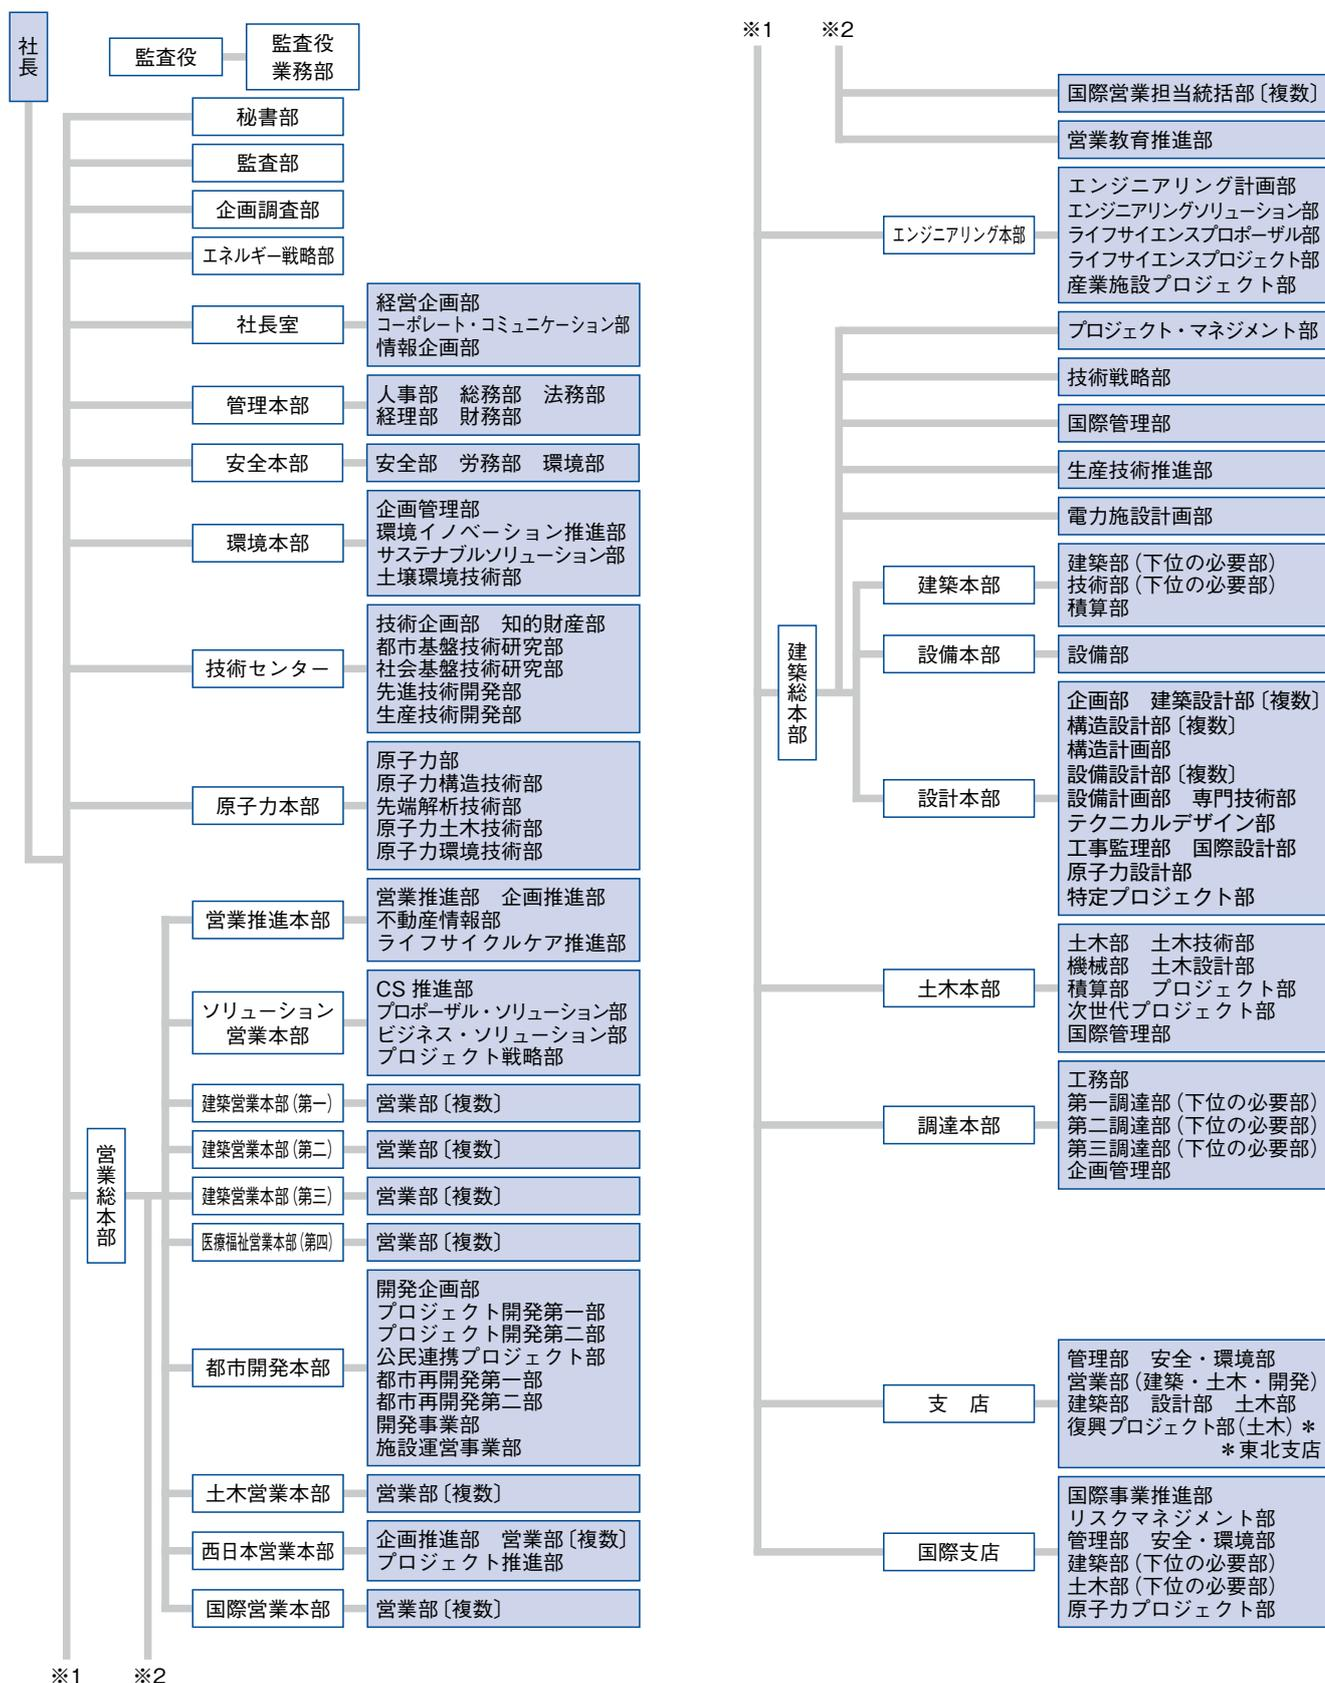 社長
監査役
監査役
業務部
秘書部
監査部
企画調査部
エネルギー戦略部
社長室
経営企画部
コーポレート・コミュニケーション部
情報企画部
管理本部
人事部　総務部　法務部
経理部　財務部
安全本部
安全部　労務部　環境部
環境本部
企画管理部
環境イノベーション推進部
サステナブルソリューション部
土壌環境技術部
技術センター
技術企画部　知的財産部
都市基盤技術研究部
社会基盤技術研究部
先進技術開発部
生産技術開発部
原子力本部
原子力部
原子力構造技術部
先端解析技術部
原子力土木技術部
原子力環境技術部
営業総本部
営業推進本部
営業推進部　企画推進部
不動産情報部
ライフサイクルケア推進部
ソリューション
営業本部
CS 推進部
プロポーザル・ソリューション部
ビジネス・ソリューション部
プロジェクト戦略部
建築営業本部(第一)
営業部〔複数〕
建築営業本部(第二)
営業部〔複数〕
建築営業本部(第三)
営業部〔複数〕
医療福祉営業本部(第四)
営業部〔複数〕
都市開発本部
開発企画部
プロジェクト開発第一部
プロジェクト開発第二部
公民連携プロジェクト部
都市再開発第一部
都市再開発第二部
開発事業部
施設運営事業部
土木営業本部
営業部〔複数〕
西日本営業本部
企画推進部　営業部〔複数〕
プロジェクト推進部
国際営業本部
営業部〔複数〕
※1
※2
※1
※2
国際営業担当統括部〔複数〕
営業教育推進部
エンジニアリング本部
エンジニアリング計画部
エンジニアリングソリューション部
ライフサイエンスプロポーザル部
ライフサイエンスプロジェクト部
産業施設プロジェクト部
建築総本部
プロジェクト・マネジメント部
技術戦略部
国際管理部
生産技術推進部
電力施設計画部
建築本部
建築部(下位の必要部)
技術部(下位の必要部)
積算部
設備本部
設備部
設計本部
企画部　建築設計部〔複数〕
構造設計部〔複数〕
構造計画部
設備設計部〔複数〕
設備計画部　専門技術部
テクニカルデザイン部
工事監理部　国際設計部
原子力設計部
特定プロジェクト部
土木本部
土木部　土木技術部
機械部　土木設計部
積算部　プロジェクト部
次世代プロジェクト部
国際管理部
調達本部
工務部
第一調達部(下位の必要部)
第二調達部(下位の必要部)
第三調達部(下位の必要部)
企画管理部
支　店
管理部　安全・環境部
営業部(建築・土木・開発)
建築部　設計部　土木部
復興プロジェクト部(土木)＊
＊東北支店
国際支店
国際事業推進部
リスクマネジメント部
管理部　安全・環境部
建築部(下位の必要部)
土木部(下位の必要部)
原子力プロジェクト部